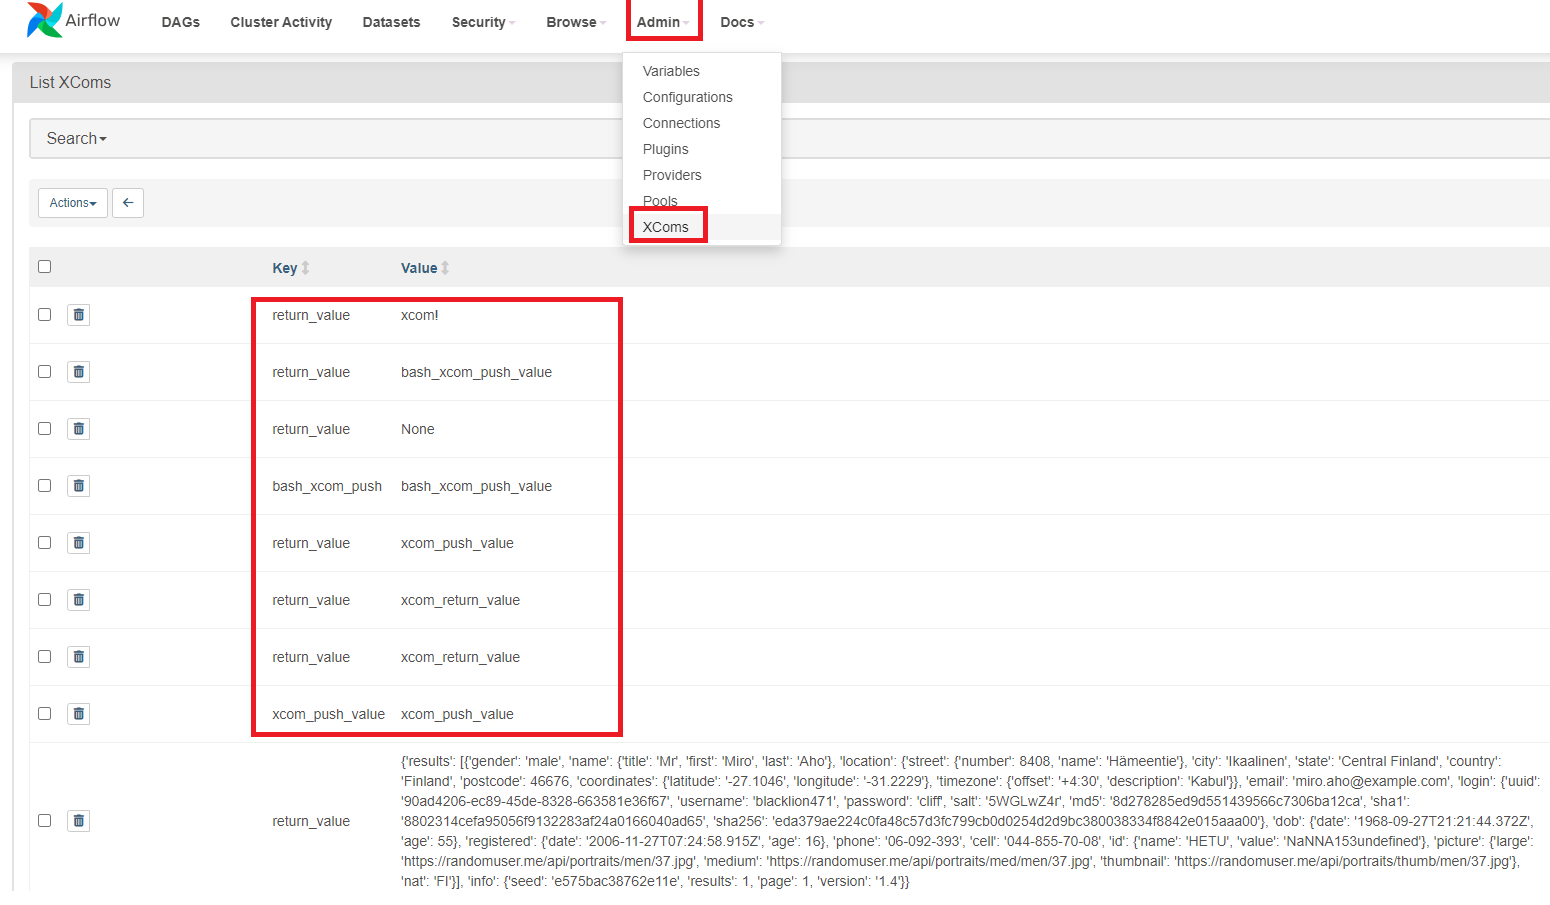 Airflow DAGs Cluster Activity Datasets Security Browse Admin Docs
List XComs
Search
Actions
Variables
Configurations
Connections
Plugins
Providers
Pools
XComs
Key Value
return_value xcom!
return_value bash_xcom_push_value
return_value None
bash_xcom_push bash_xcom_push_value
return_value xcom_push_value
return_value xcom_return_value
return_value xcom_return_value
xcom_push_value xcom_push_value
return_value
{'results': [{'gender': 'male', 'name': {'title': 'Mr', 'first': 'Miro', 'last': 'Aho'}, 'location': {'street': {'number': 8408, 'name': 'Hämeentie'}, 'city': 'Ikaalinen', 'state': 'Central Finland', 'country':
'Finland', 'postcode': 46676, 'coordinates': {'latitude': '-27.1046', 'longitude': '-31.2229'}, 'timezone': {'offset': '+4:30', 'description': 'Kabul'}}, 'email': 'miro.aho@example.com', 'login': {'uuid':
'90ad4206-ec89-45de-8328-663581e36f67', 'username': 'blacklion471', 'password': 'cliff', 'salt': '5WGLwZ4r', 'md5': '8d278285ed9d551439566c7306ba12ca', 'sha1':
'8802314cefa95056f9132283af24a0166040ad65', 'sha256': 'eda379ae224c0fa48c57d3fc799cb0d0254d2d9bc380038334f8842e015aaa00'}, 'dob': {'date': '1968-09-27T21:21:44.372Z',
'age': 55}, 'registered': {'date': '2006-11-27T07:24:58.915Z', 'age': 16}, 'phone': '06-092-393', 'cell': '044-855-70-08', 'id': {'name': 'HETU', 'value': 'NaNNA153undefined'}, 'picture': {'large':
'https://randomuser.me/api/portraits/men/37.jpg', 'medium': 'https://randomuser.me/api/portraits/med/men/37.jpg', 'thumbnail': 'https://randomuser.me/api/portraits/thumb/men/37.jpg'},
'nat': 'FI'}], 'info': {'seed': 'e575bac38762e11e', 'results': 1, 'page': 1, 'version': '1.4'}}